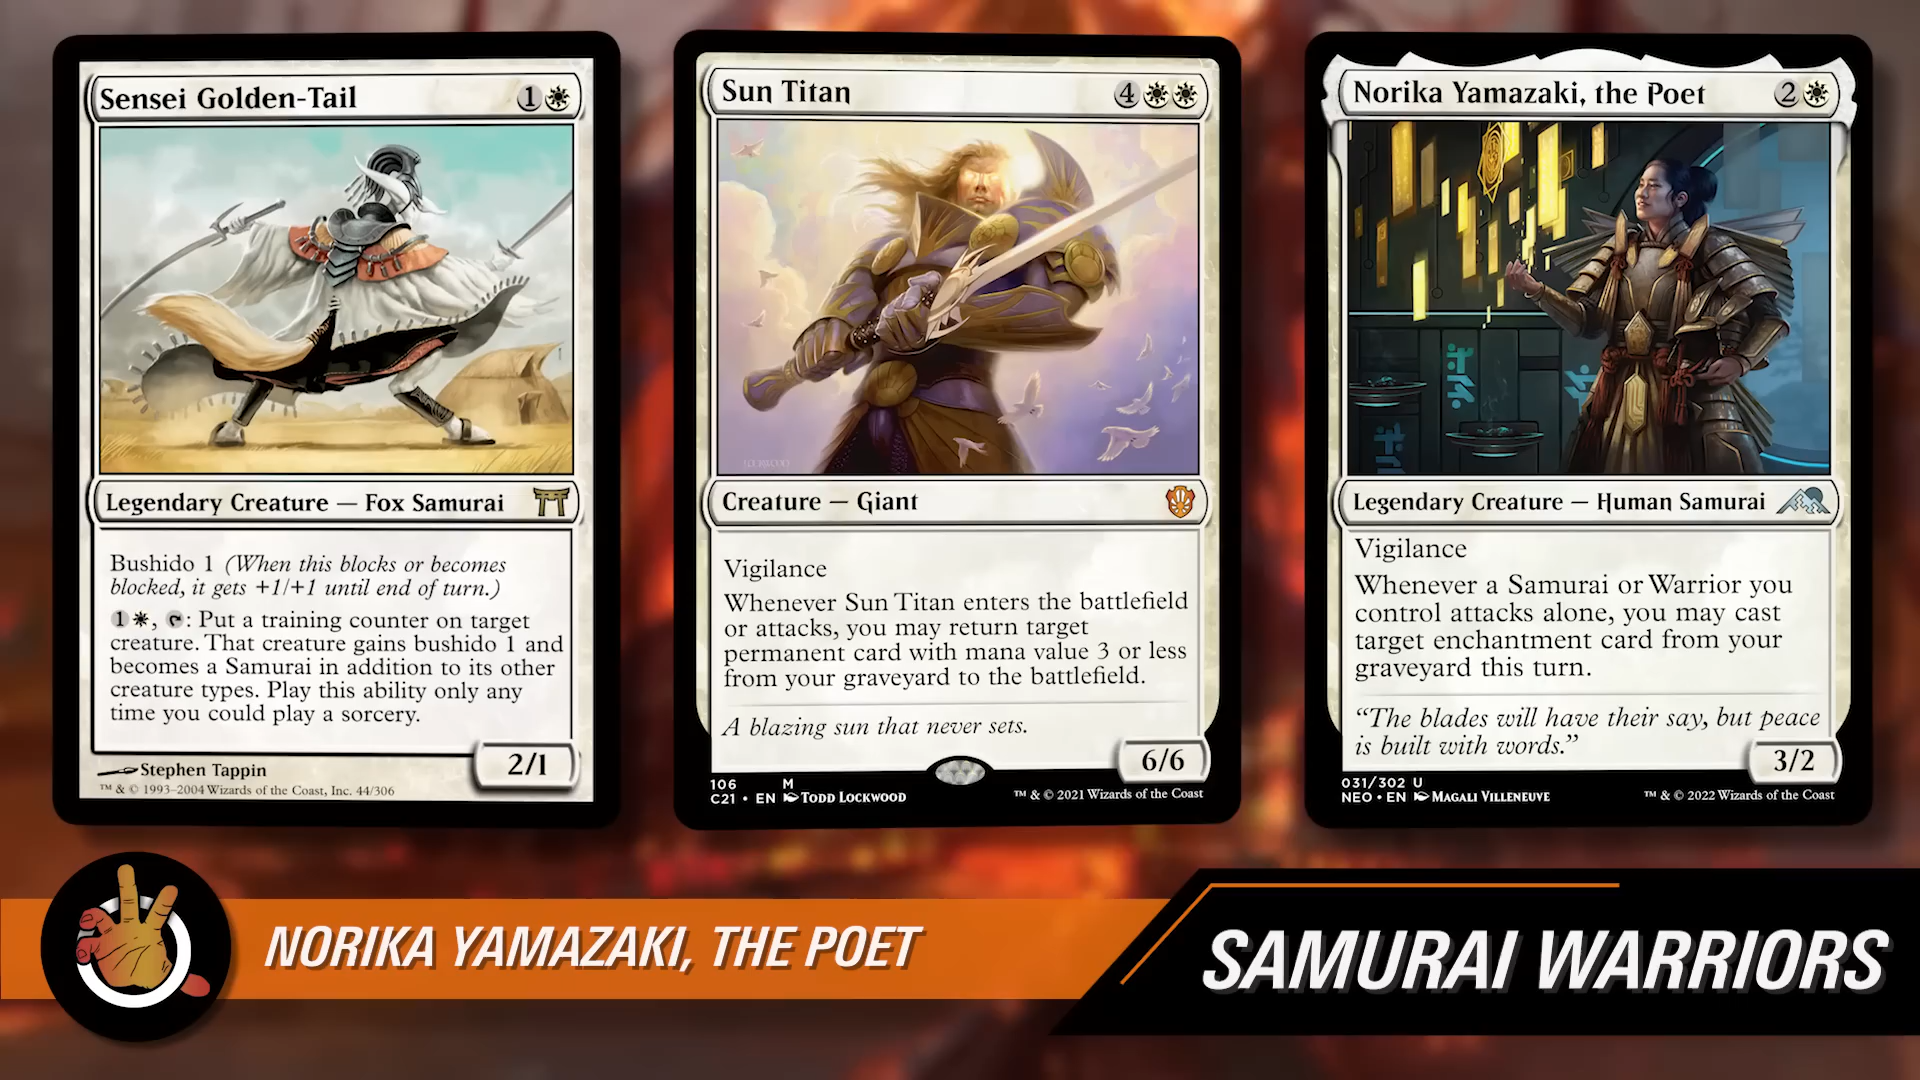 Sensei Golden-Tail 1
Legendary Creature — Fox Samurai
Bushido 1 (When this blocks or becomes
blocked, it gets +1/+1 until end of turn.)
1, : Put a training counter on target
creature. That creature gains bushido 1 and
becomes a Samurai in addition to its other
creature types. Play this ability only any
time you could play a sorcery.
2/1
Stephen Tappin
™ & © 1993–2004 Wizards of the Coast, Inc. 44/306
Sun Titan 4
Creature — Giant
Vigilance
Whenever Sun Titan enters the battlefield
or attacks, you may return target
permanent card with mana value 3 or less
from your graveyard to the battlefield.
A blazing sun that never sets.
6/6
106 M
C21 • EN Todd Lockwood ™ & © 2021 Wizards of the Coast
Norika Yamazaki, the Poet 2
Legendary Creature — Human Samurai
Vigilance
Whenever a Samurai or Warrior you
control attacks alone, you may cast
target enchantment card from your
graveyard this turn.
“The blades will have their say, but peace
is built with words.”
3/2
031/302 U
NEO • EN Magali Villeneuve ™ & © 2022 Wizards of the Coast
NORIKA YAMAZAKI, THE POET
SAMURAI WARRIORS